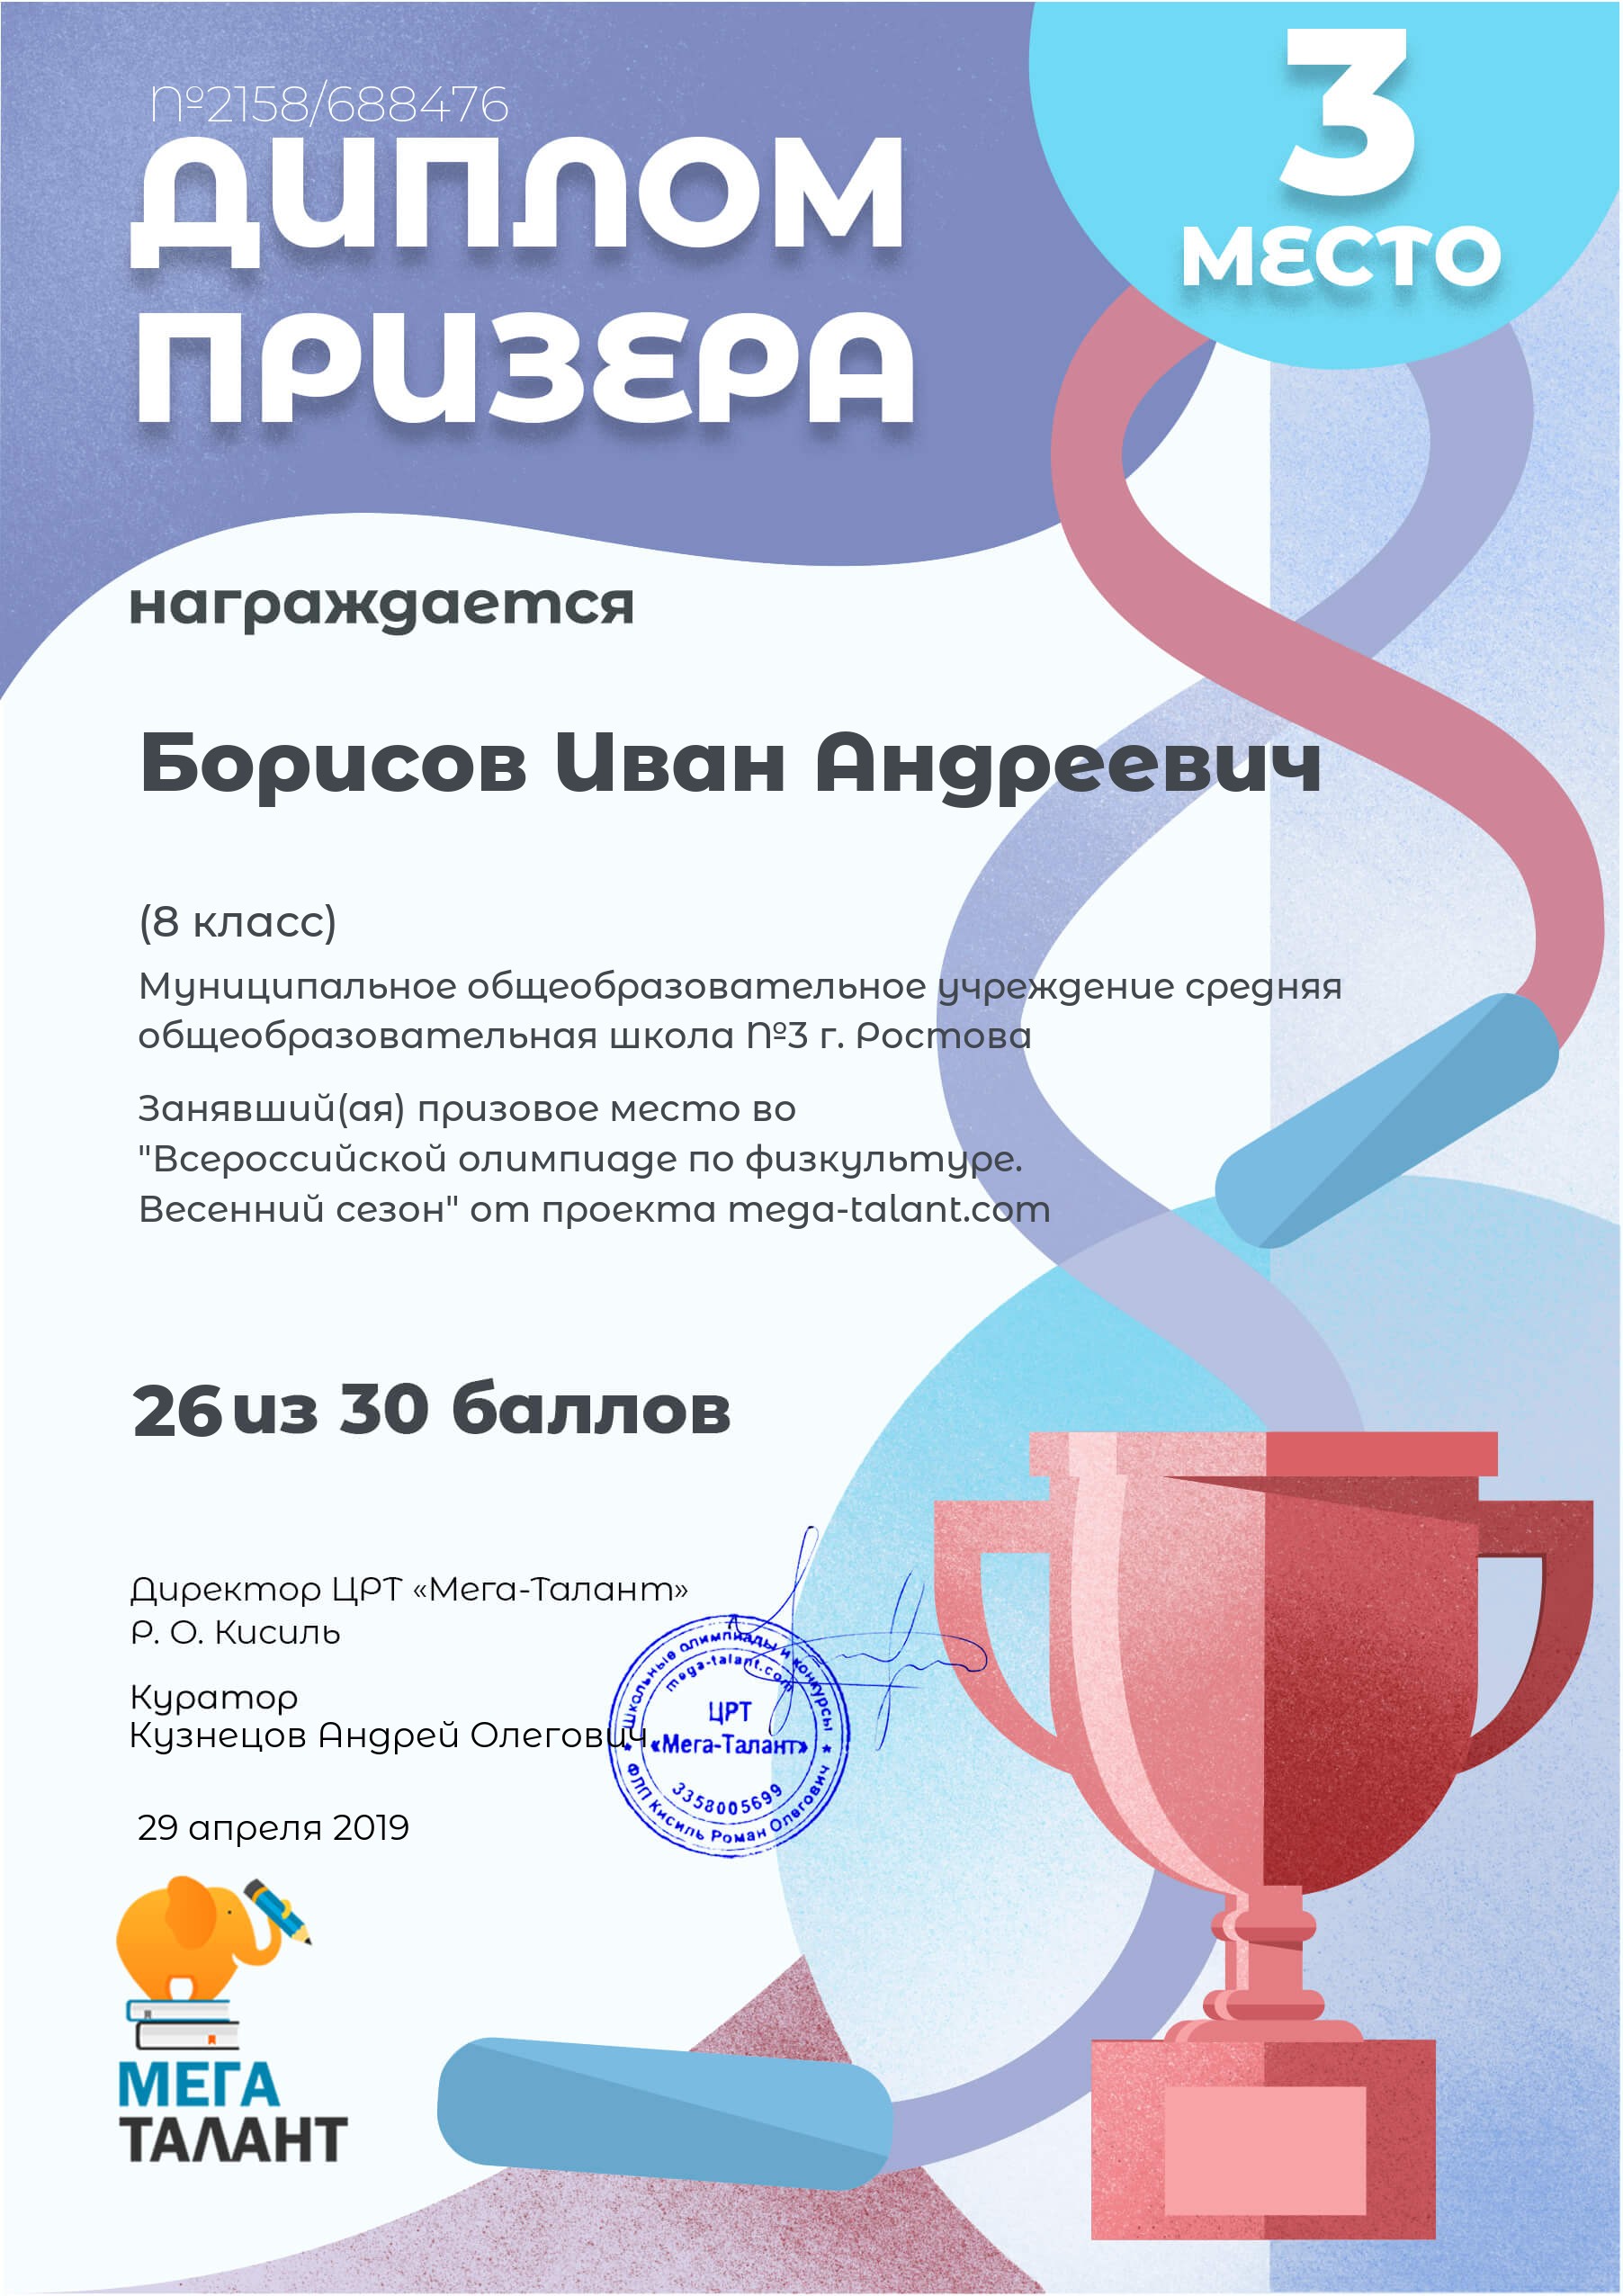 №2158/688476
ДИПЛОМ
ПРИЗЕРА
3
МЕСТО
награждается
Борисов Иван Андреевич
(8 класс)
Муниципальное общеобразовательное учреждение средняя
общеобразовательная школа №3 г. Ростова
Занявший(ая) призовое место во
"Всероссийской олимпиаде по физкультуре.
Весенний сезон" от проекта mega-talant.com
26 из 30 баллов
Директор ЦРТ «Мега-Талант»
Р. О. Кисиль
Куратор
Кузнецов Андрей Олегович
Школьные олимпиады и конкурсы
mega-talant.com
ЦРТ
«Мега-Талант»
3358005699
* ФЛП Кисиль Роман Олегович *
29 апреля 2019
МЕГА
ТАЛАНТ